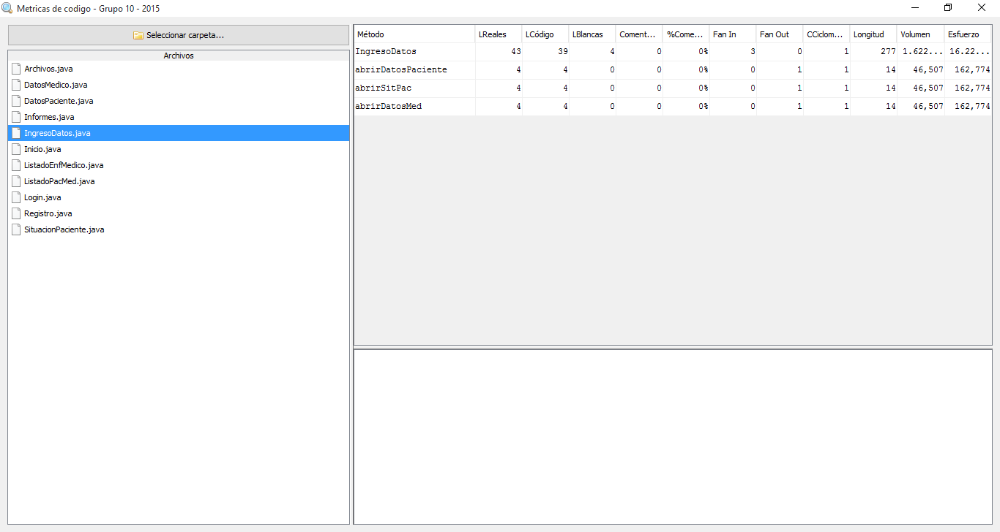 Metricas de codigo - Grupo 10 - 2015
Seleccionar carpeta...
Archivos
Archivos.java
DatosMedico.java
DatosPaciente.java
Informes.java
IngresoDatos.java
Inicio.java
ListadoEnfMedico.java
ListadoPacMed.java
Login.java
Registro.java
SituacionPaciente.java
Método LReales LCódigo LBlancas Coment... %Come... Fan In Fan Out CCiclom... Longitud Volumen Esfuerzo
IngresoDatos 43 39 4 0 0% 3 0 1 277 1.622... 16.22...
abrirDatosPaciente 4 4 0 0 0% 0 1 1 14 46,507 162,774
abrirSitPac 4 4 0 0 0% 0 1 1 14 46,507 162,774
abrirDatosMed 4 4 0 0 0% 0 1 1 14 46,507 162,774